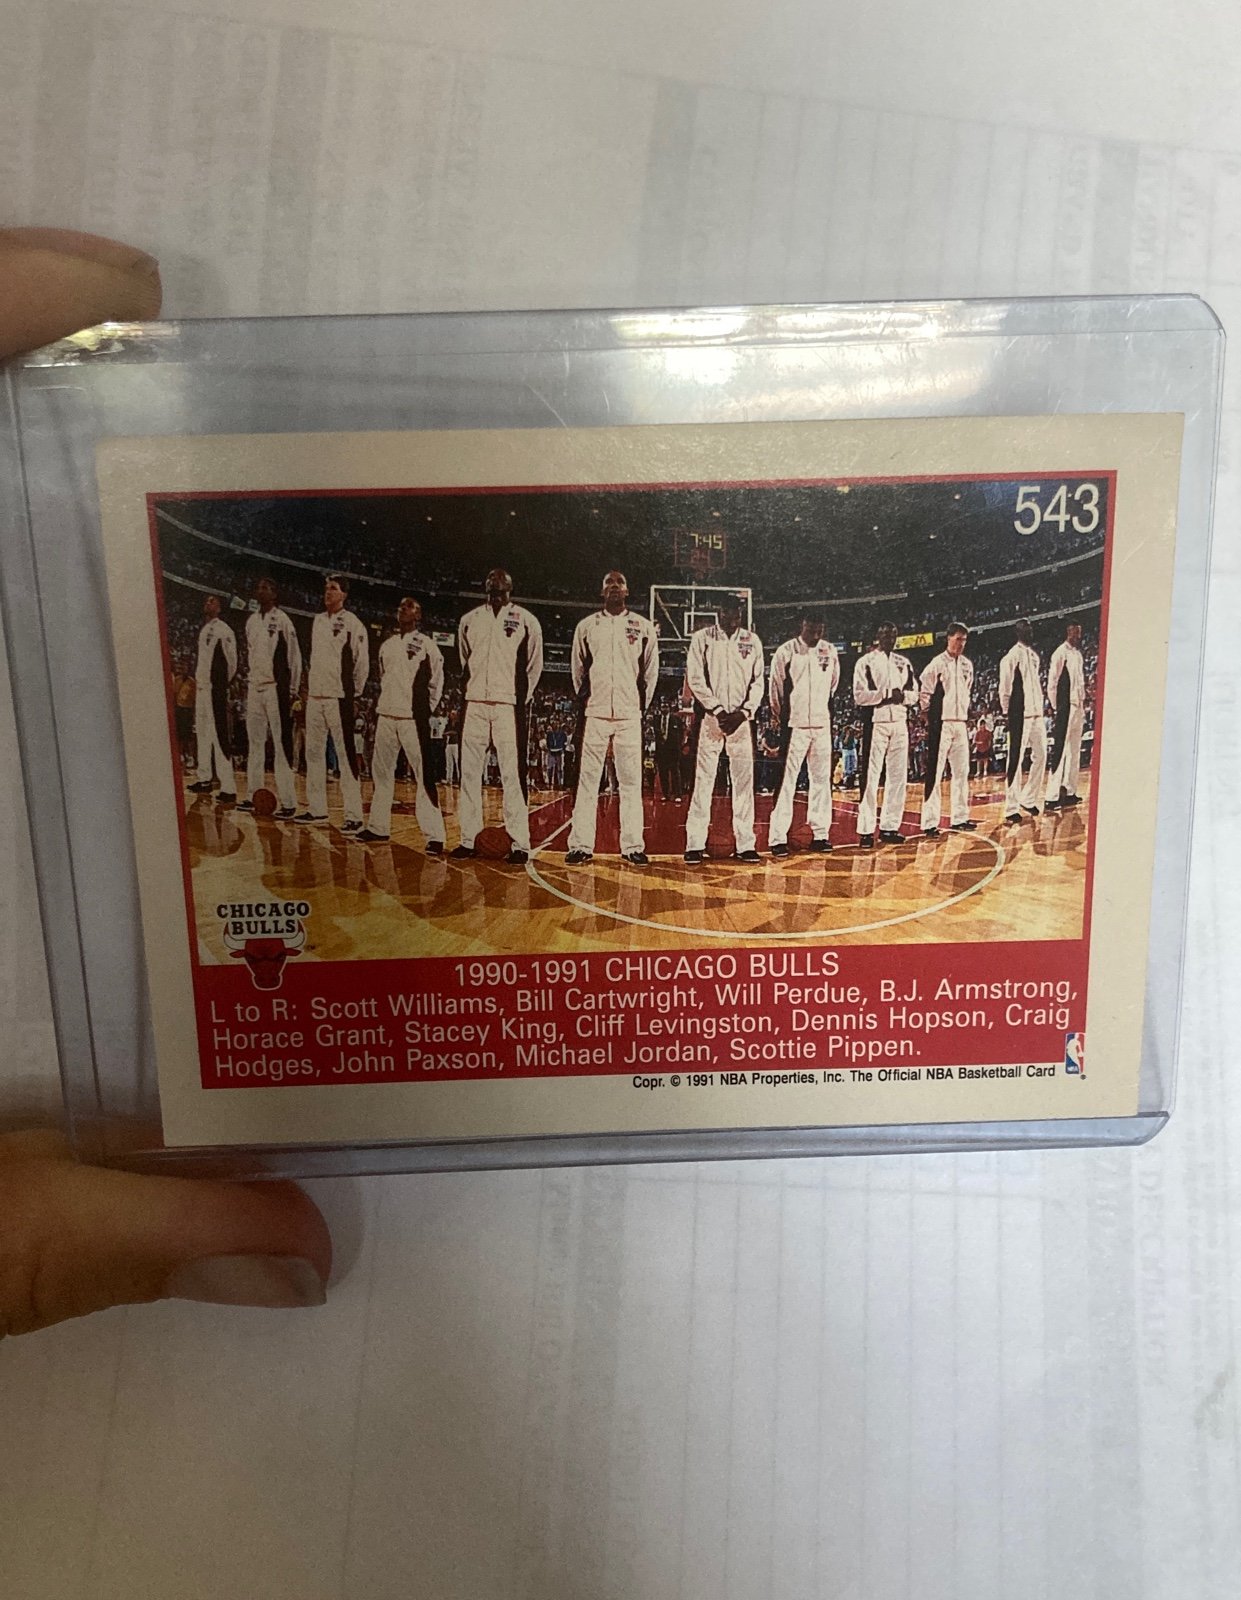 543
7:45
24
CHICAGO
BULLS
1990-1991 CHICAGO BULLS
L to R: Scott Williams, Bill Cartwright, Will Perdue, B.J. Armstrong,
Horace Grant, Stacey King, Cliff Levingston, Dennis Hopson, Craig
Hodges, John Paxson, Michael Jordan, Scottie Pippen.
NBA
Copr. © 1991 NBA Properties, Inc. The Official NBA Basketball Card